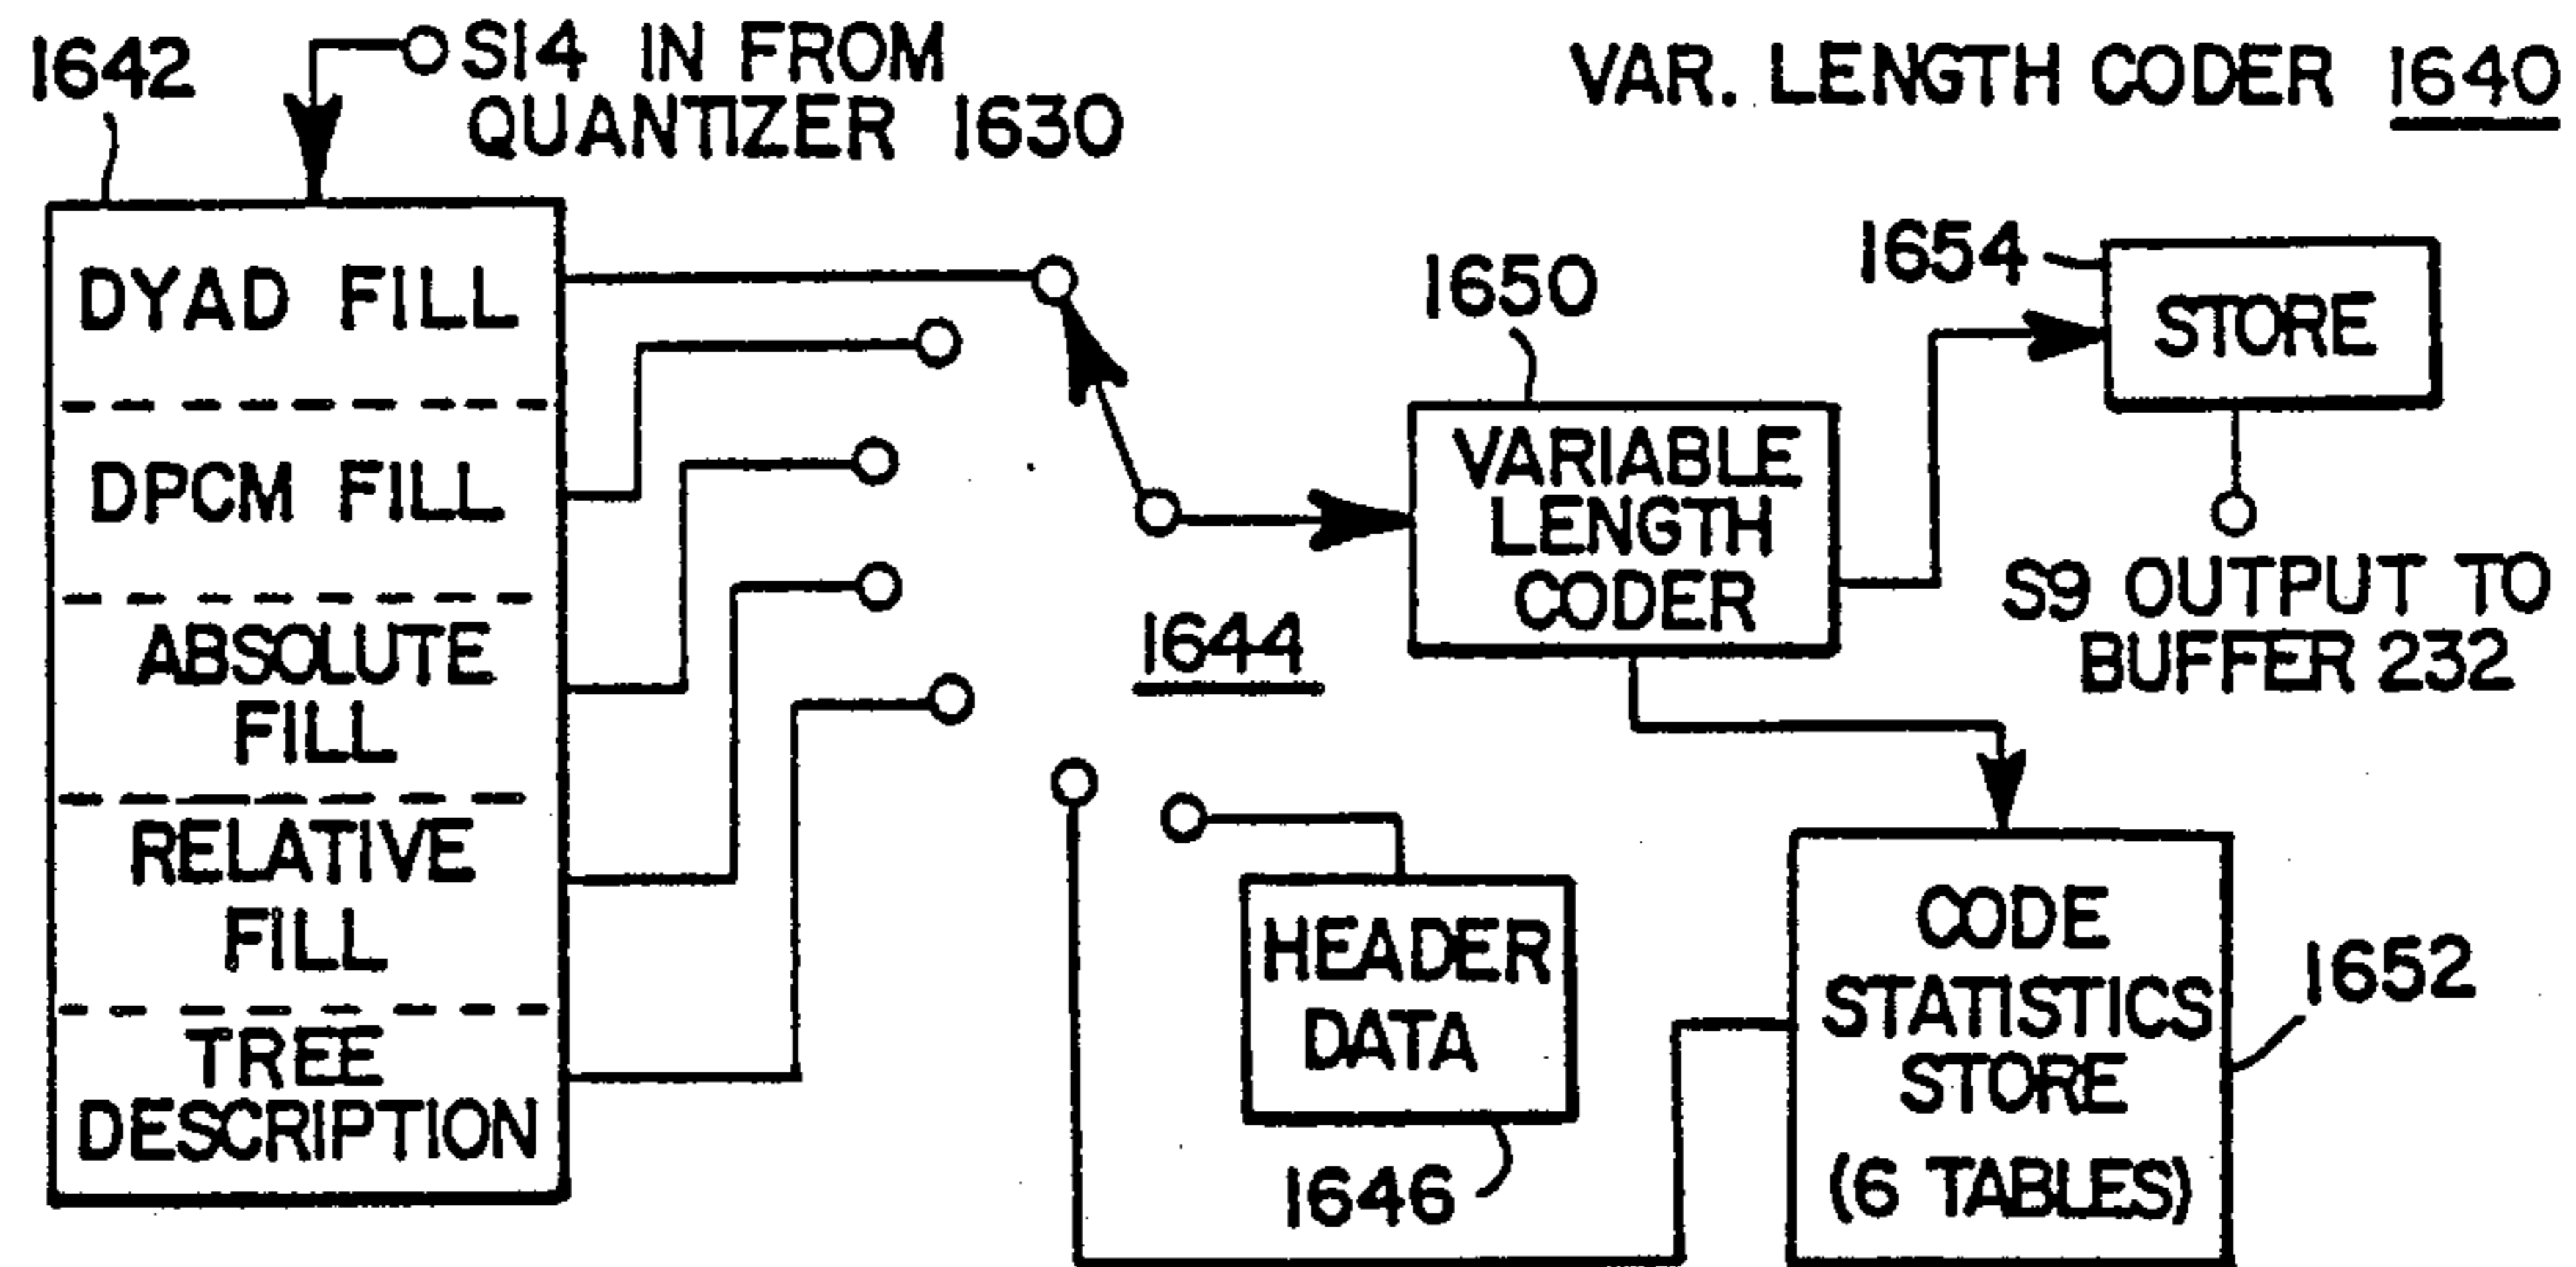 1642
S14 IN FROM
QUANTIZER 1630
VAR. LENGTH CODER 1640
DYAD FILL
DPCM FILL
ABSOLUTE
FILL
RELATIVE
FILL
TREE
DESCRIPTION
1644
1650
VARIABLE
LENGTH
CODER
1654
STORE
S9 OUTPUT TO
BUFFER 232
HEADER
DATA
1646
CODE
STATISTICS
STORE
(6 TABLES)
1652